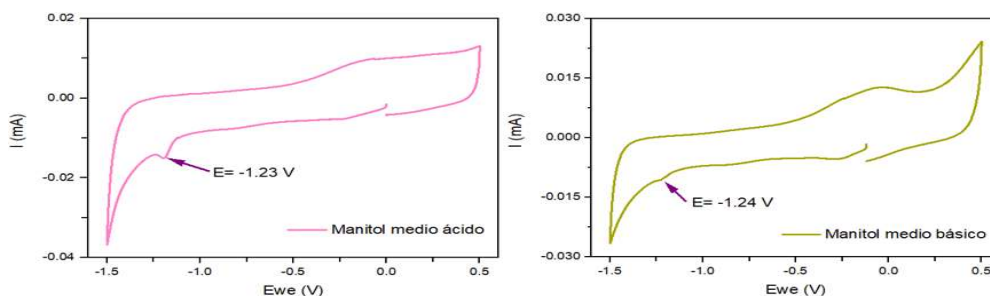 0.02
0.00
-0.02
-0.04
I (mA)
E= -1.23 V
Manitol medio ácido
-1.5 -1.0 -0.5 0.0 0.5
Ewe (V)
0.030
0.015
0.000
-0.015
-0.030
I (mA)
E= -1.24 V
Manitol medio básico
-1.5 -1.0 -0.5 0.0 0.5
Ewe (V)